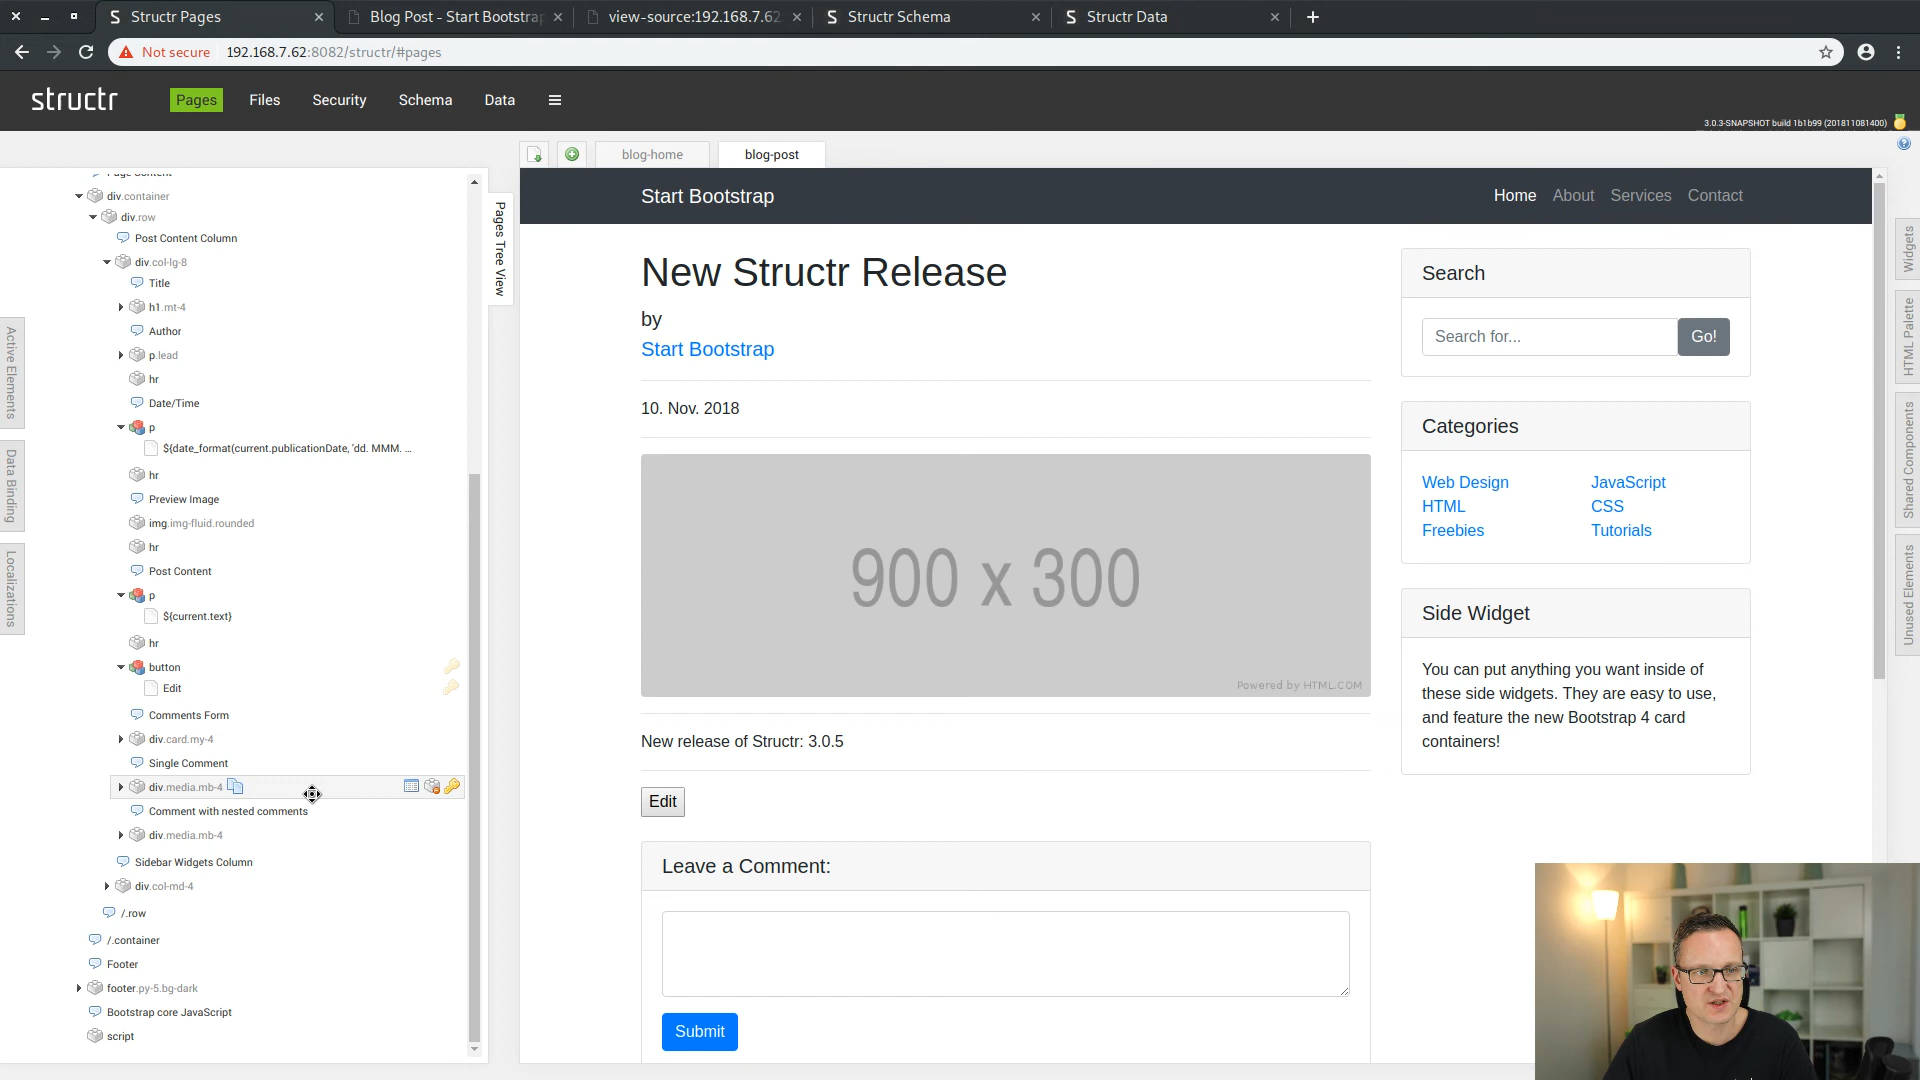 Structr Pages
Blog Post - Start Bootstrap
view-source:192.168.7.62
Structr Schema
Structr Data
Not secure
192.168.7.62:8082/structr/#pages
structr
Pages
Files
Security
Schema
Data
3.0.3-SNAPSHOT build 1b1b99 (201811081400)
blog-home
blog-post
Page Content
div.container
div.row
Post Content Column
div.col-lg-8
Title
h1.mt-4
Author
p.lead
hr
Date/Time
p
${date_format(current.publicationDate, 'dd. MMM. ...
hr
Preview Image
img.img-fluid.rounded
hr
Post Content
p
${current.text}
hr
button
Edit
Comments Form
div.card.my-4
Single Comment
div.media.mb-4
Comment with nested comments
div.media.mb-4
Sidebar Widgets Column
div.col-md-4
/.row
/.container
Footer
footer.py-5.bg-dark
Bootstrap core JavaScript
script
Active Elements
Data Binding
Localizations
Pages Tree View
Start Bootstrap
Home
About
Services
Contact
New Structr Release
by
Start Bootstrap
10. Nov. 2018
900 x 300
Powered by HTML.COM
New release of Structr: 3.0.5
Edit
Leave a Comment:
Submit
Search
Search for...
Go!
Categories
Web Design
JavaScript
HTML
CSS
Freebies
Tutorials
Side Widget
You can put anything you want inside of
these side widgets. They are easy to use,
and feature the new Bootstrap 4 card
containers!
Widgets
HTML Palette
Shared Components
Unused Elements